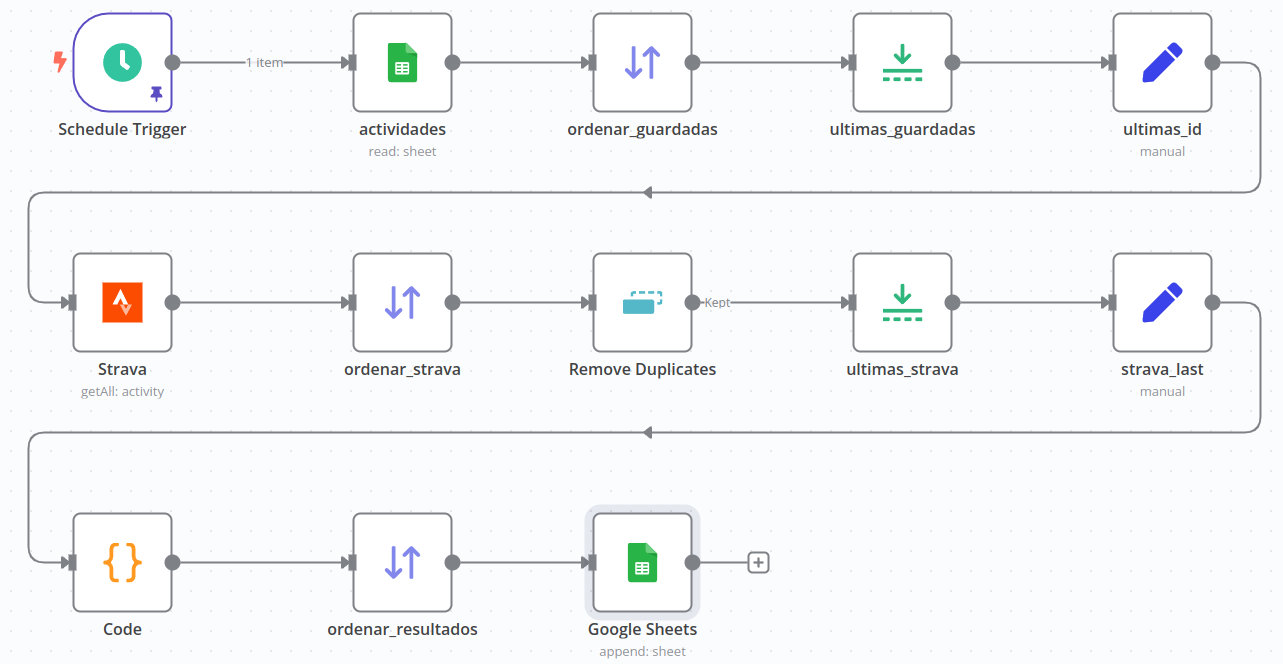 1 item
Schedule Trigger
actividades
read: sheet
ordenar_guardadas
ultimas_guardadas
ultimas_id
manual
Kept
Strava
getAll: activity
ordenar_strava
Remove Duplicates
ultimas_strava
strava_last
manual
Code
ordenar_resultados
Google Sheets
append: sheet